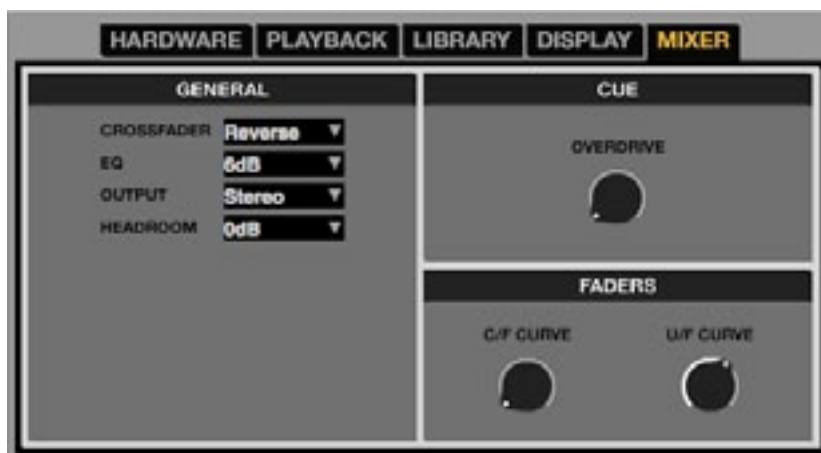 HARDWARE PLAYBACK LIBRARY DISPLAY MIXER
GENERAL
CROSSFADER Reverse
EQ 6dB
OUTPUT Stereo
HEADROOM 0dB
CUE
OVERDRIVE
FADERS
C/F CURVE U/F CURVE